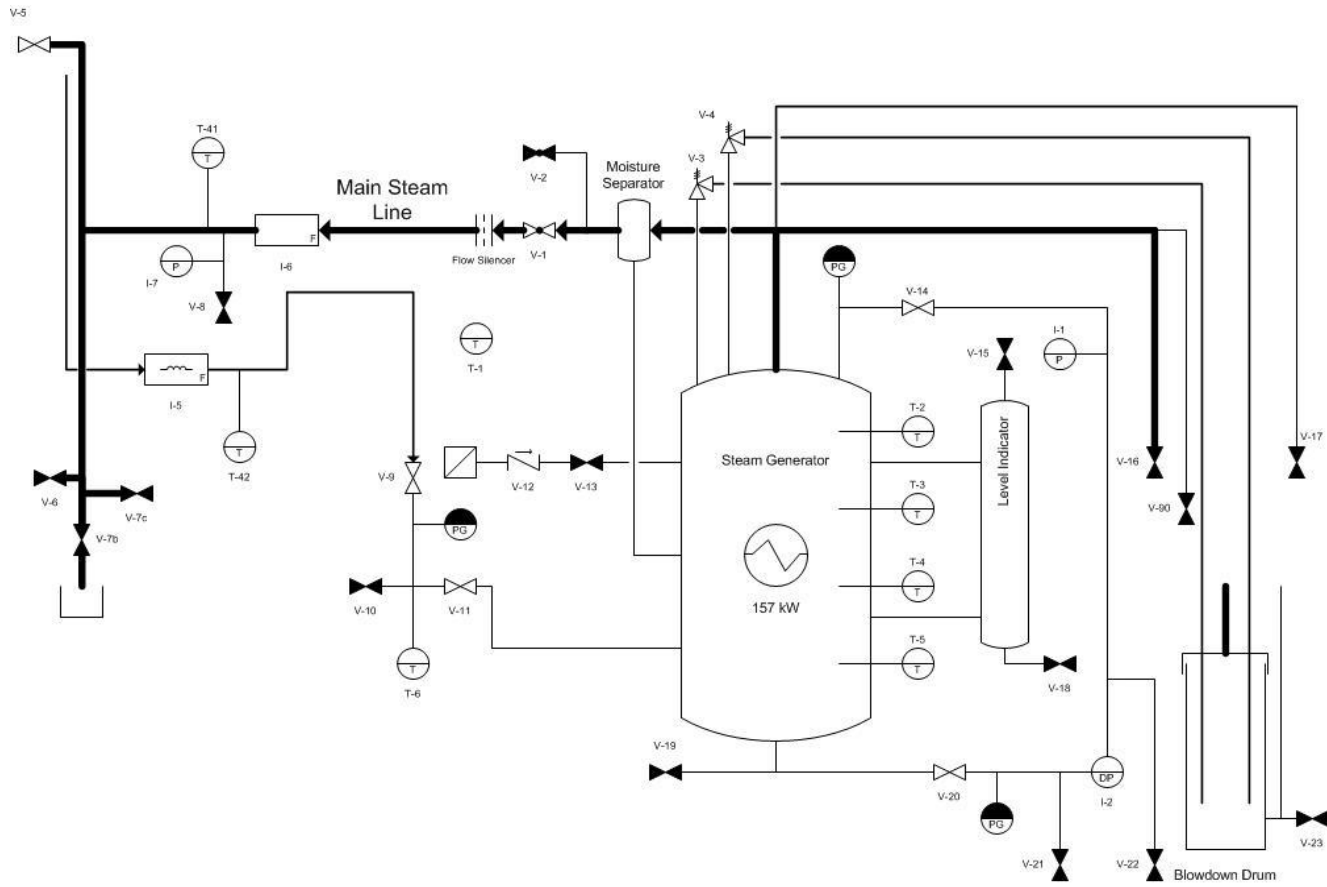 V-5
V-4
T-41
T
V-3
V-2
Moisture
Separator
Main Steam
Line
F
I-6
Flow Silencer
V-1
P
I-7
V-8
PG
V-14
I-1
P
V-15
T
T-1
F
I-5
T-2
T
Level Indicator
V-17
V-16
Steam Generator
T
T-42
V-9
V-12
V-13
V-6
V-7c
T-3
T
V-90
PG
V-7b
T-4
T
V-10
V-11
157 kW
T-5
T
T
T-6
V-18
V-19
DP
V-20
I-2
PG
V-23
V-21
V-22
Blowdown Drum